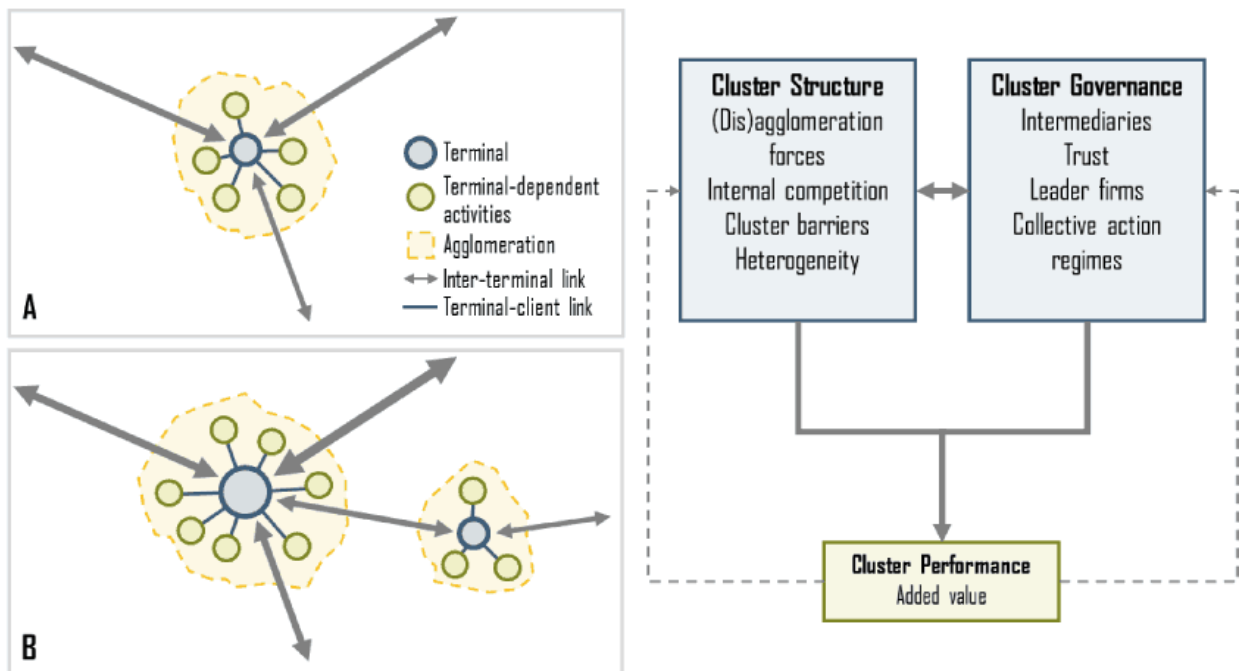 Terminal
Terminal-dependent
activities
Agglomeration
Inter-terminal link
Terminal-client link
A
B
Cluster Structure
(Dis)agglomeration
forces
Internal competition
Cluster barriers
Heterogeneity
Cluster Governance
Intermediaries
Trust
Leader firms
Collective action
regimes
Cluster Performance
Added value